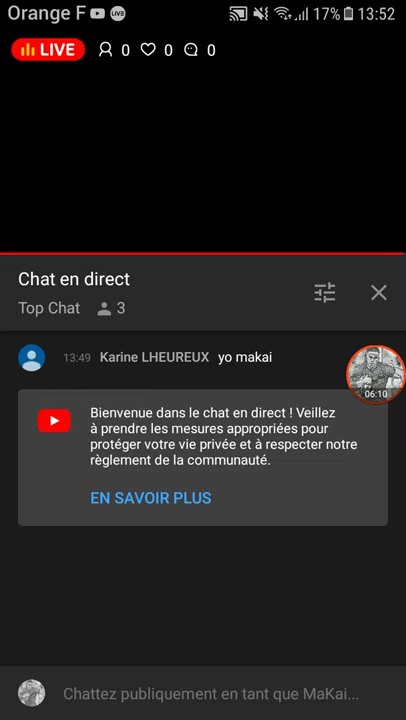 Orange F LIVE 17% 13:52
LIVE 0 0 0
Chat en direct
Top Chat 3
13:49 Karine LHEUREUX yo makai
06:10
Bienvenue dans le chat en direct ! Veillez
à prendre les mesures appropriées pour
protéger votre vie privée et à respecter notre
règlement de la communauté.
EN SAVOIR PLUS
Chattez publiquement en tant que MaKai...